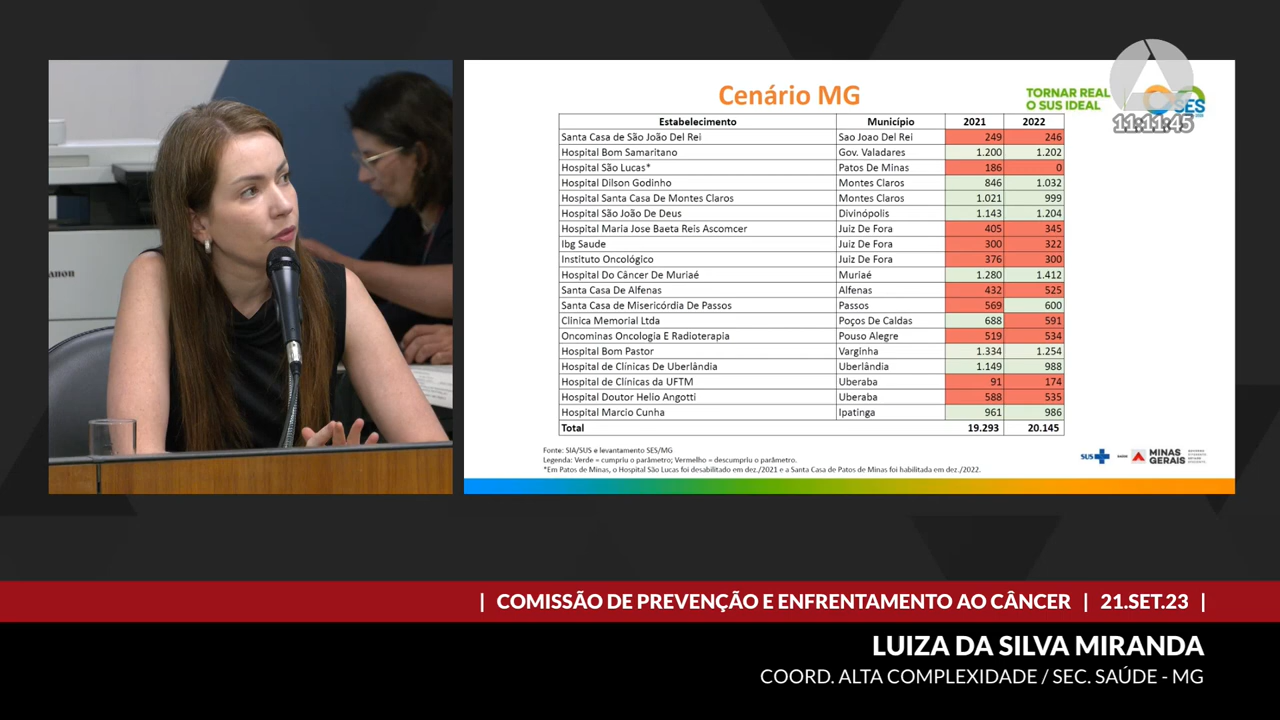 anon
Cenário MG
TORNAR REAL
O SUS IDEAL
SES
11:11:45
Estabelecimento Município 2021 2022
Santa Casa de São João Del Rei Sao Joao Del Rei 249 246
Hospital Bom Samaritano Gov. Valadares 1.200 1.202
Hospital São Lucas* Patos De Minas 186 0
Hospital Dilson Godinho Montes Claros 846 1.032
Hospital Santa Casa De Montes Claros Montes Claros 1.021 999
Hospital São João De Deus Divinópolis 1.143 1.204
Hospital Maria Jose Baeta Reis Ascomcer Juiz De Fora 405 345
Ibg Saude Juiz De Fora 300 322
Instituto Oncológico Juiz De Fora 376 300
Hospital Do Câncer De Muriaé Muriaé 1.280 1.412
Santa Casa De Alfenas Alfenas 432 525
Santa Casa de Misericórdia De Passos Passos 569 600
Clinica Memorial Ltda Poços De Caldas 688 591
Oncominas Oncologia E Radioterapia Pouso Alegre 519 534
Hospital Bom Pastor Varginha 1.334 1.254
Hospital de Clínicas De Uberlândia Uberlândia 1.149 988
Hospital de Clínicas da UFTM Uberaba 91 174
Hospital Doutor Helio Angotti Uberaba 588 535
Hospital Marcio Cunha Ipatinga 961 986
Total 19.293 20.145
Fonte: SIA/SUS e levantamento SES/MG
Legenda: Verde = cumpriu o parâmetro; Vermelho = descumpriu o parâmetro.
*Em Patos de Minas, o Hospital São Lucas foi desabilitado em dez./2021 e a Santa Casa de Patos de Minas foi habilitada em dez./2022.
SUS
MINAS
GERAIS
| COMISSÃO DE PREVENÇÃO E ENFRENTAMENTO AO CÂNCER | 21.SET.23 |
LUIZA DA SILVA MIRANDA
COORD. ALTA COMPLEXIDADE / SEC. SAÚDE - MG